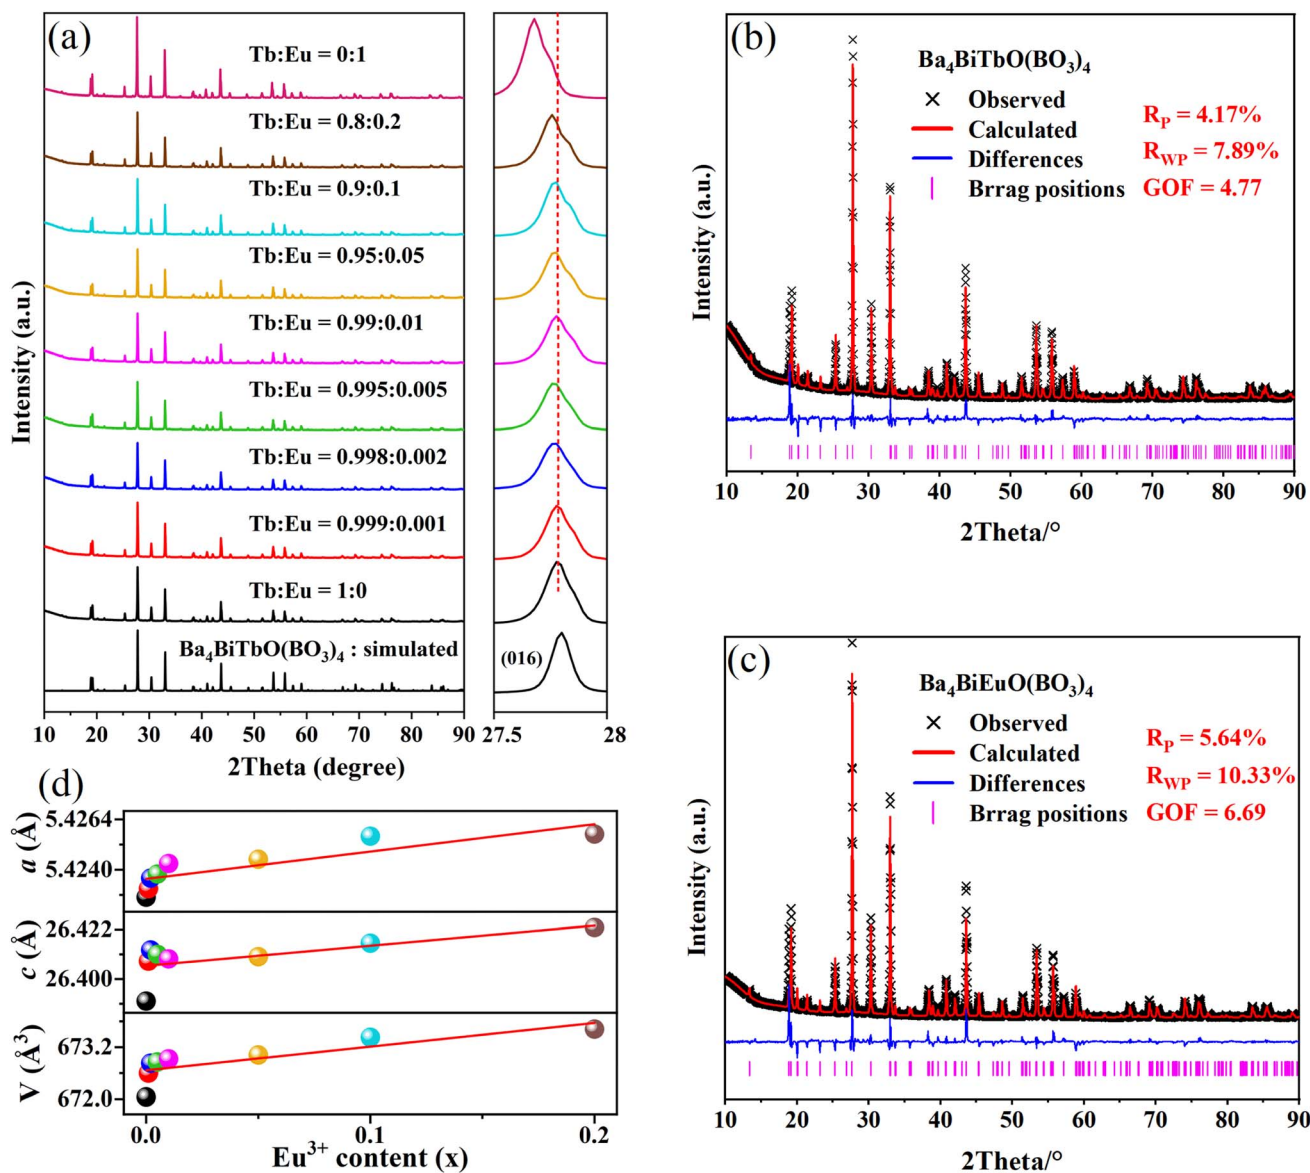 (a)
Tb:Eu = 0:1
Tb:Eu = 0.8:0.2
Tb:Eu = 0.9:0.1
Tb:Eu = 0.95:0.05
Tb:Eu = 0.99:0.01
Tb:Eu = 0.995:0.005
Tb:Eu = 0.998:0.002
Tb:Eu = 0.999:0.001
Tb:Eu = 1:0
Ba₄BiTbO(BO₃)₄ : simulated
(016)
Intensity (a.u.)
10 20 30 40 50 60 70 80 90
27.5 28
2Theta (degree)
(b)
Ba₄BiTbO(BO₃)₄
Observed
Calculated
Differences
Brrag positions
R_P = 4.17%
R_WP = 7.89%
GOF = 4.77
Intensity (a.u.)
10 20 30 40 50 60 70 80 90
2Theta/°
(c)
Ba₄BiEuO(BO₃)₄
Observed
Calculated
Differences
Brrag positions
R_P = 5.64%
R_WP = 10.33%
GOF = 6.69
Intensity (a.u.)
10 20 30 40 50 60 70 80 90
2Theta/°
(d)
a (Å)
5.4264
5.4240
c (Å)
26.422
26.400
V (Å³)
673.2
672.0
0.0 0.1 0.2
Eu³⁺ content (x)